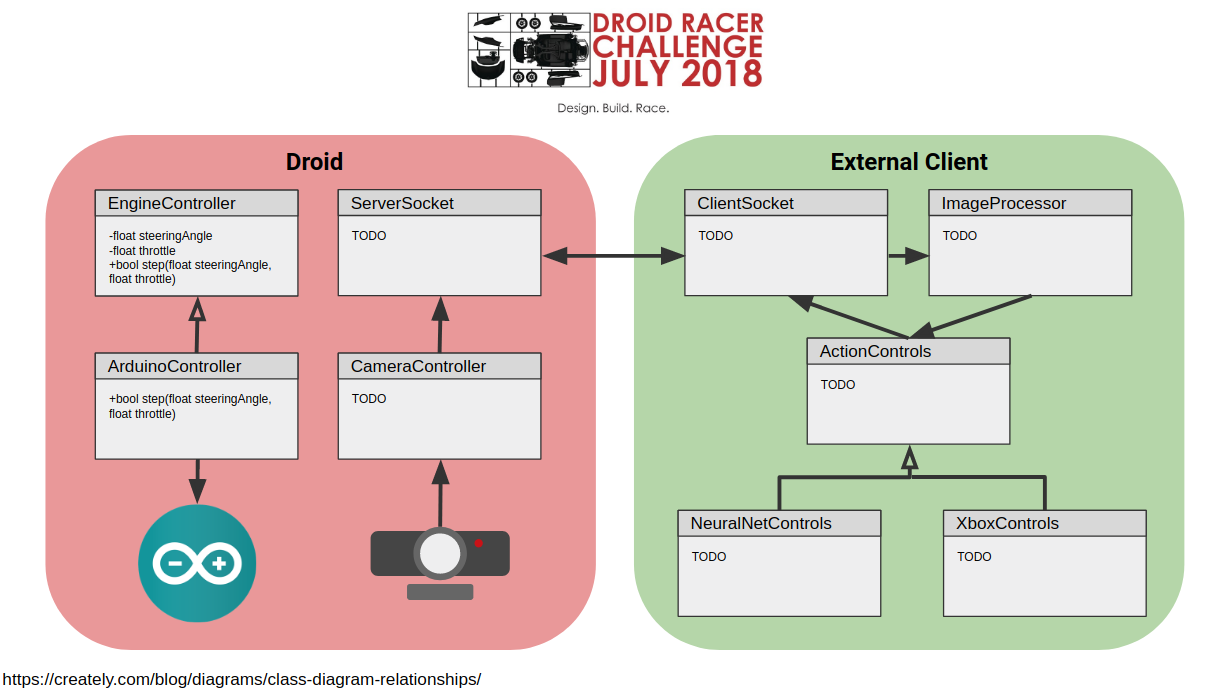 DROID RACER
CHALLENGE
JULY 2018
Design. Build. Race.
Droid
EngineController
-float steeringAngle
-float throttle
+bool step(float steeringAngle,
float throttle)
ServerSocket
TODO
ArduinoController
+bool step(float steeringAngle,
float throttle)
CameraController
TODO
External Client
ClientSocket
TODO
ImageProcessor
TODO
ActionControls
TODO
NeuralNetControls
TODO
XboxControls
TODO
https://creately.com/blog/diagrams/class-diagram-relationships/